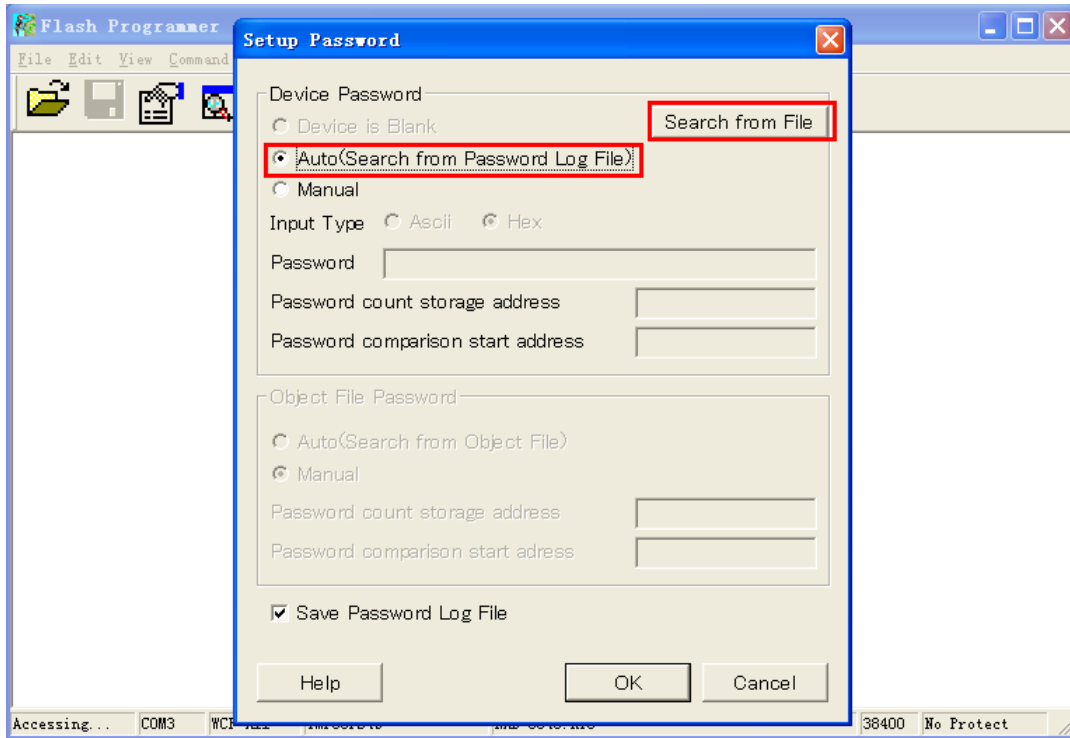 Flash Programmer
File Edit View Command
Setup Password
Device Password
Device is Blank
Search from File
Auto(Search from Password Log File)
Manual
Input Type Ascii Hex
Password
Password count storage address
Password comparison start address
Object File Password
Auto(Search from Object File)
Manual
Password count storage address
Password comparison start adress
Save Password Log File
Help OK Cancel
Accessing... COM3 38400 No Protect